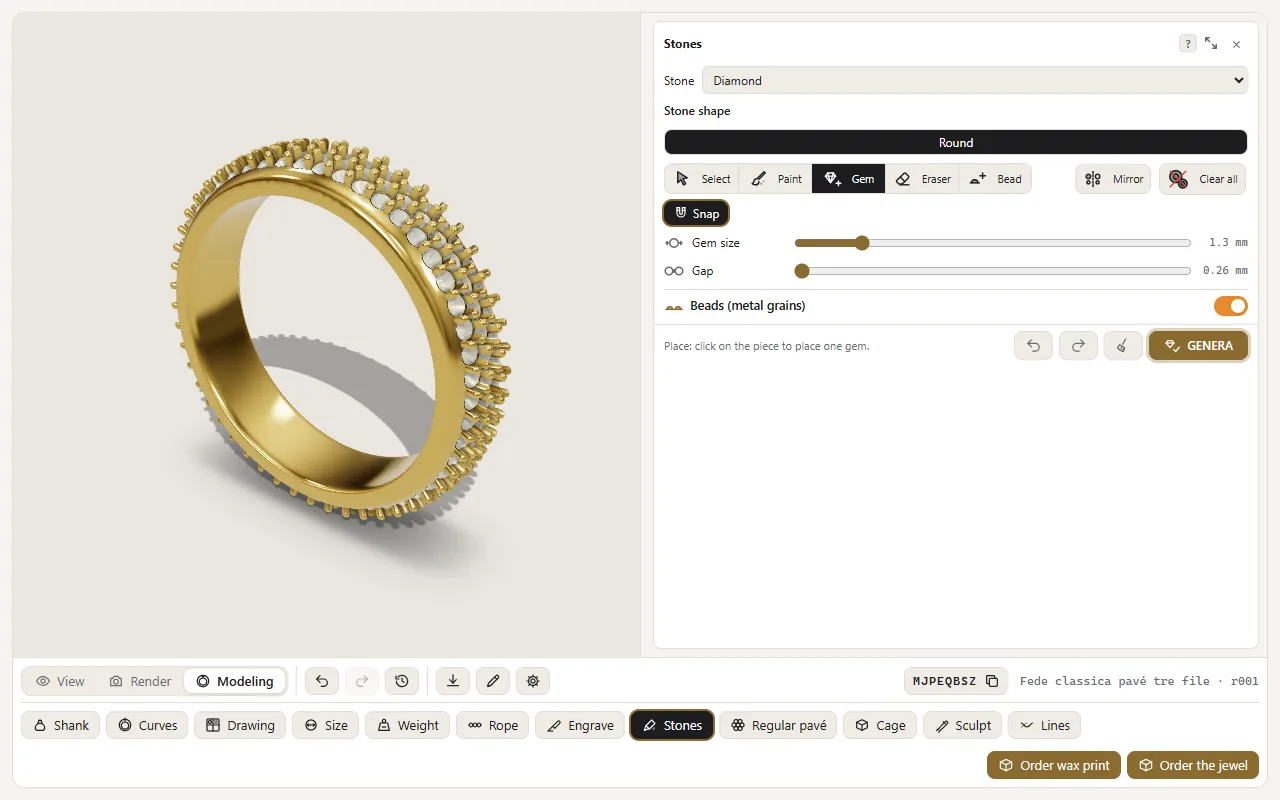 Stones
?
Stone
Diamond
Stone shape
Round
Select
Paint
Gem
Eraser
Bead
Mirror
Clear all
Snap
Gem size
1.3 mm
Gap
0.26 mm
Beads (metal grains)
Place: click on the piece to place one gem.
GENERA
View
Render
Modeling
MJPEQBSZ
Fede classica pavé tre file · r001
Shank
Curves
Drawing
Size
Weight
Rope
Engrave
Stones
Regular pavé
Cage
Sculpt
Lines
Order wax print
Order the jewel